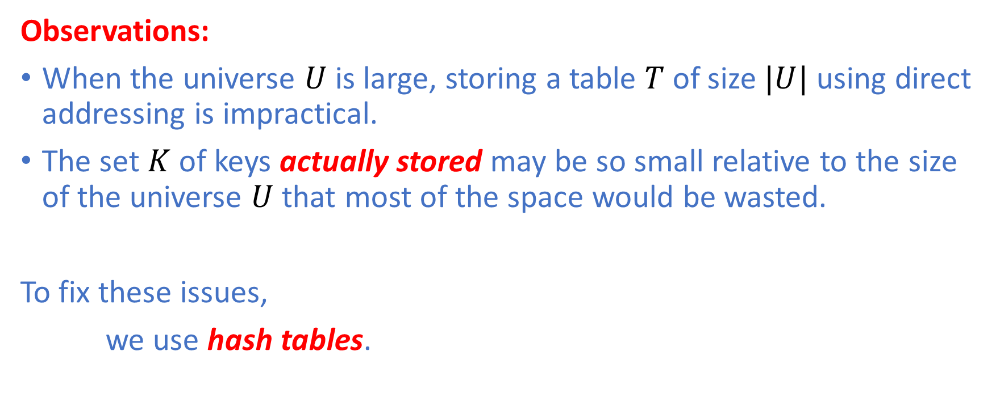 Observations:
• When the universe U is large, storing a table T of size |U| using direct
addressing is impractical.
• The set K of keys actually stored may be so small relative to the size
of the universe U that most of the space would be wasted.
To fix these issues,
we use hash tables.